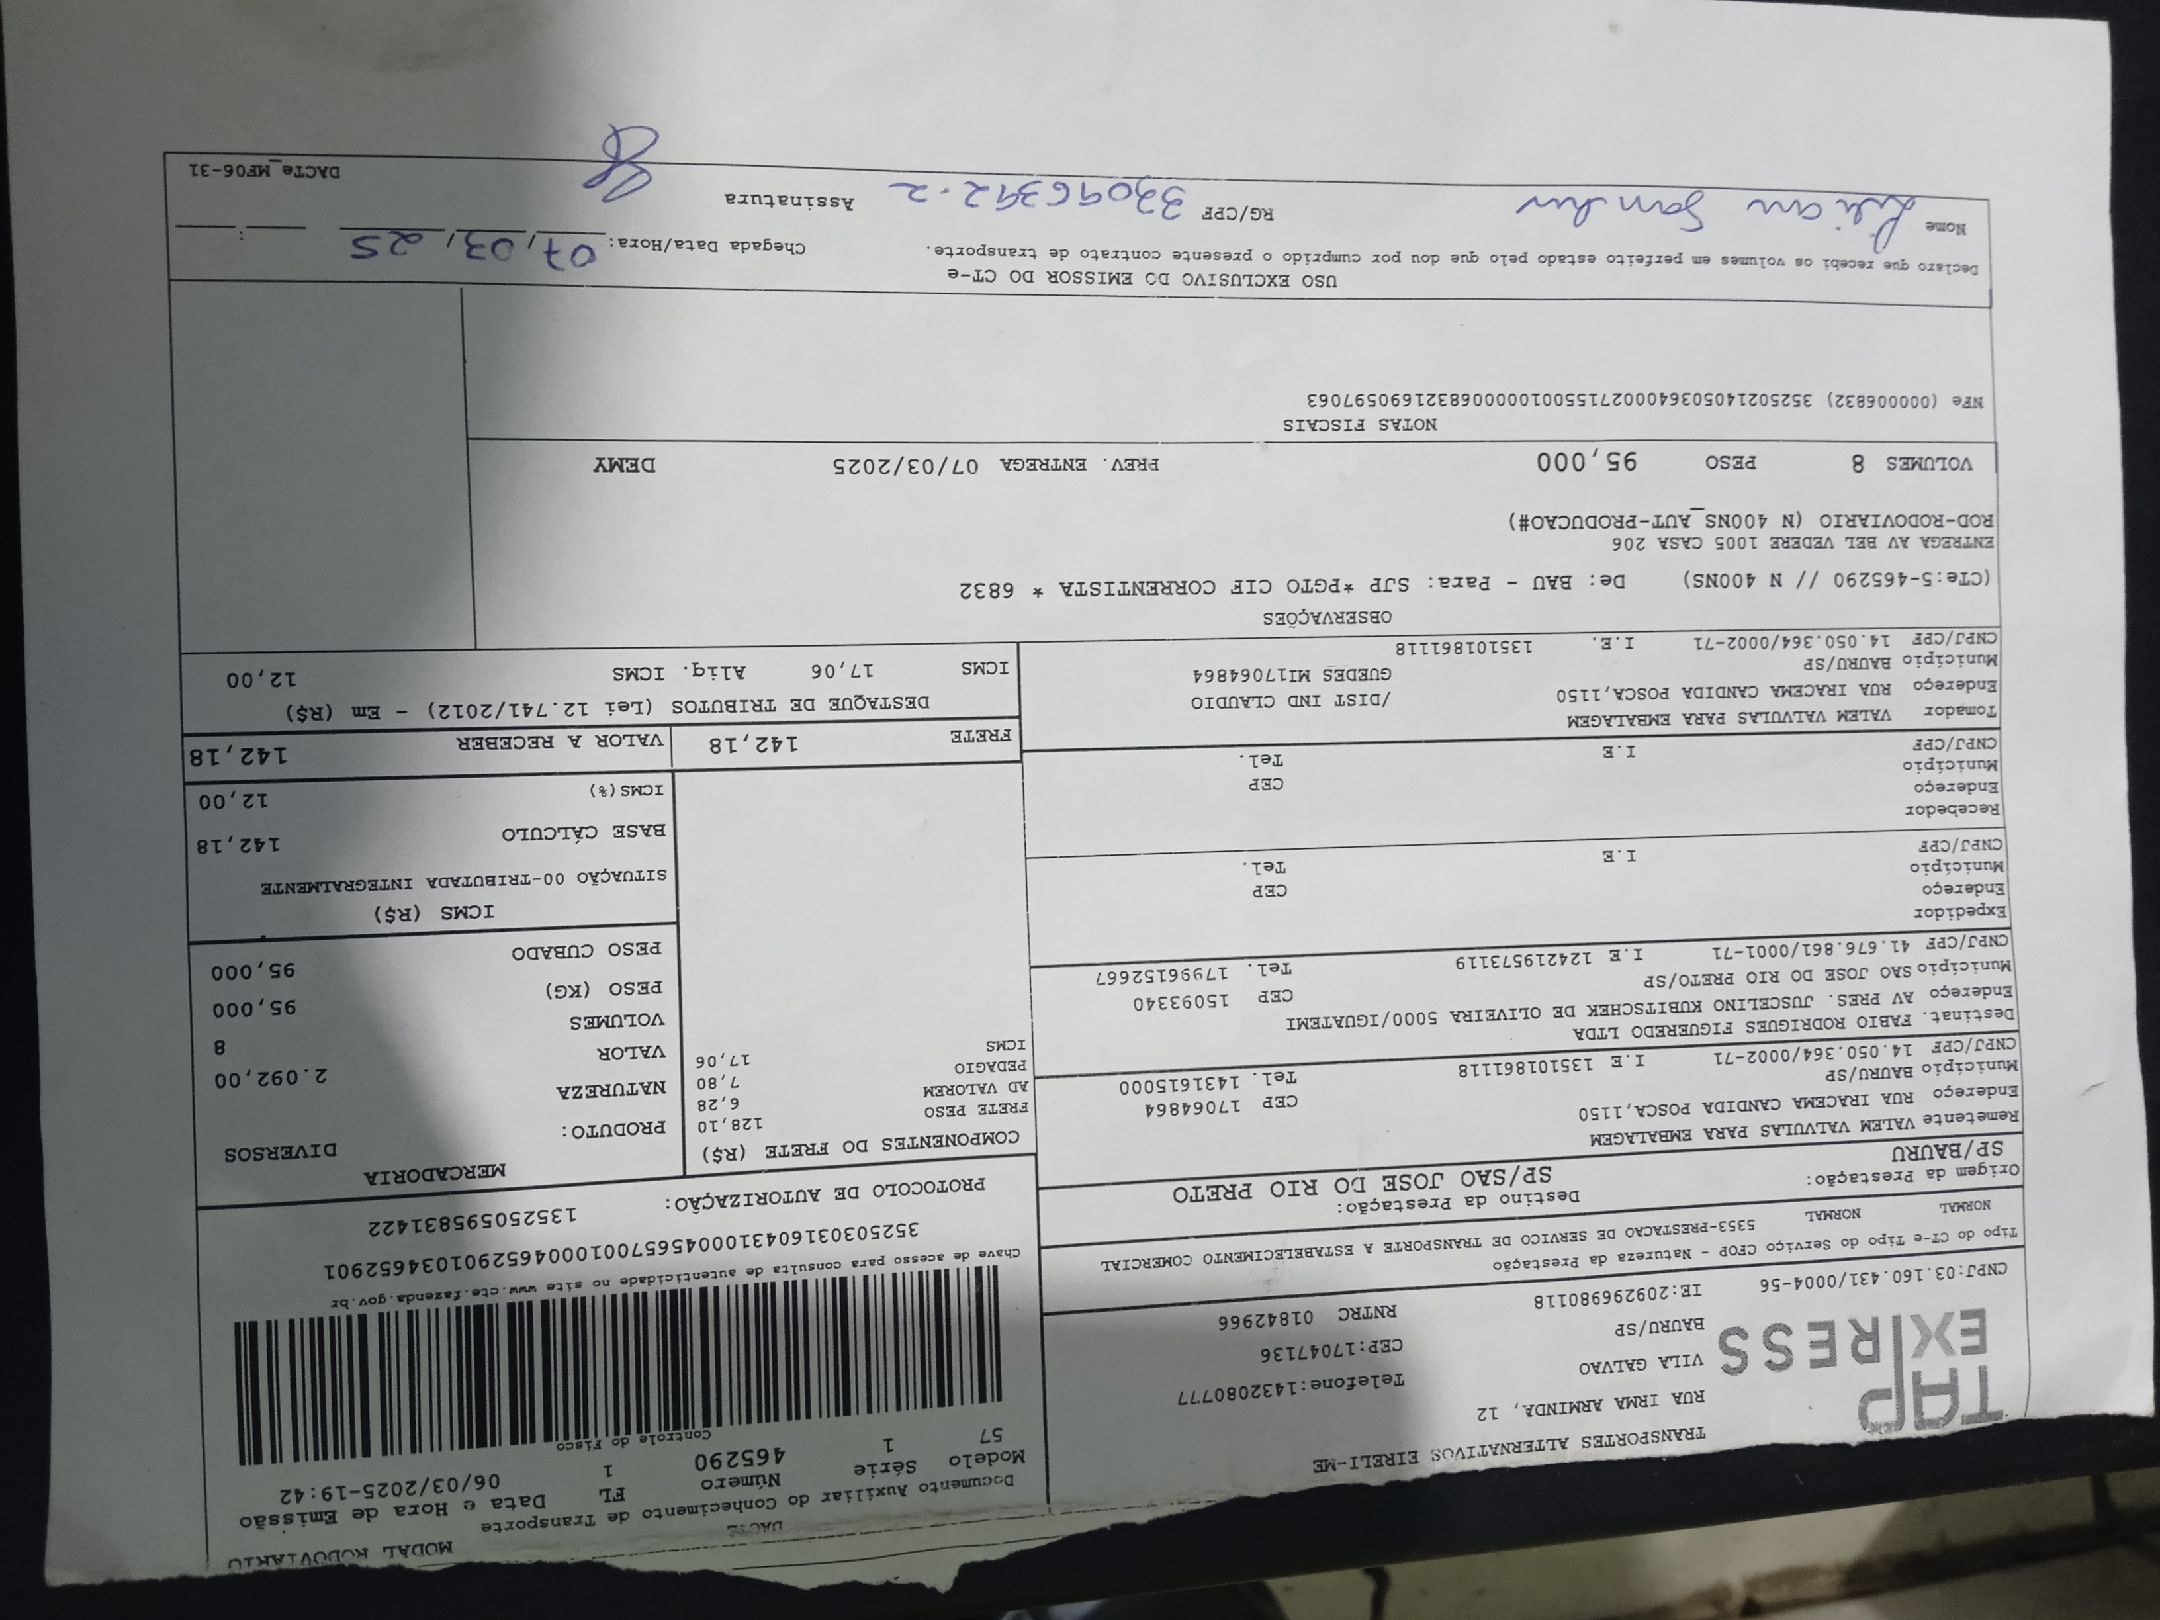 MODAL RODOVIARIO
DACTE
Documento Auxiliar do Conhecimento de Transporte
Modelo Série Número FL Data e Hora de Emissão
57 1 465290 1 06/03/2025-19:42
Controle do Fisco
TAP
EXPRESS
TRANSPORTES ALTERNATIVOS EIRELI-ME
RUA IRMA ARMINDA, 12 Telefone:1432080777
VILA GALVAO CEP:17047136
BAURU/SP RNTRC 01842966
CNPJ:03.160.431/0004-56 IE:209296980118
Chave de acesso para consulta de autenticidade no site www.cte.fazenda.gov.br
35250303160431000456570010004652901034652901
PROTOCOLO DE AUTORIZAÇÃO: 135250595831422
Tipo do CT-e Tipo do Serviço CFOP - Natureza da Prestação
NORMAL NORMAL 5353-PRESTACAO DE SERVICO DE TRANSPORTE A ESTABELECIMENTO COMERCIAL
Origem da Prestação: Destino da Prestação:
SP/BAURU SP/SAO JOSE DO RIO PRETO
Remetente VALEM VALVULAS PARA EMBALAGEM
Endereço RUA IRACEMA CANDIDA POSCA,1150 CEP 17064864
Município BAURU/SP Tel. 1431615000
CNPJ/CPF 14.050.364/0002-71 I.E 135101861118
Destinat. FABIO RODRIGUES FIGUEREDO LTDA
Endereço AV PRES. JUSCELINO KUBITSCHEK DE OLIVEIRA 5000/IGUATEMI
Município SAO JOSE DO RIO PRETO/SP CEP 15093340
CNPJ/CPF 41.676.861/0001-71 I.E 124219573119 Tel. 17996152667
Expedidor
Endereço CEP
Município Tel.
CNPJ/CPF I.E
Recebedor
Endereço CEP
Município Tel.
CNPJ/CPF I.E
Tomador VALEM VALVULAS PARA EMBALAGEM /DIST IND CLAUDIO
Endereço RUA IRACEMA CANDIDA POSCA,1150 GUEDES MI17064864
Município BAURU/SP
CNPJ/CPF 14.050.364/0002-71 I.E. 135101861118
COMPONENTES DO FRETE (R$)
FRETE PESO 128,10
AD VALOREM 6,28
PEDAGIO 7,80
ICMS 17,06
MERCADORIA
PRODUTO: DIVERSOS
NATUREZA
VALOR 2.092,00
VOLUMES 8
PESO (KG) 95,000
PESO CUBADO 95,000
ICMS (R$)
SITUAÇÃO 00-TRIBUTADA INTEGRALMENTE
BASE CÁLCULO 142,18
ICMS(%) 12,00
FRETE 142,18 VALOR A RECEBER 142,18
DESTAQUE DE TRIBUTOS (Lei 12.741/2012) - Em (R$)
ICMS 17,06 Aliq. ICMS 12,00
OBSERVAÇÕES
(CTe:5-465290 // N 400NS) De: BAU - Para: SJP *PGTO CIF CORRENTISTA * 6832
ENTREGA AV BEL VEDERE 1005 CASA 206
ROD-RODOVIARIO (N 400NS_AUT-PRODUCAO#)
VOLUMES 8 PESO 95,000 PREV. ENTREGA 07/03/2025 DEMY
NOTAS FISCAIS
NFe (000006832) 35250214050364000271550010000068321690597063
USO EXCLUSIVO DO EMISSOR DO CT-e
Declaro que recebi os volumes em perfeito estado pelo que dou por cumprido o presente contrato de transporte. Chegada Data/Hora: 07/03/25 :
Nome RG/CPF 33096392-2 Assinatura
DACTe_MF06-31